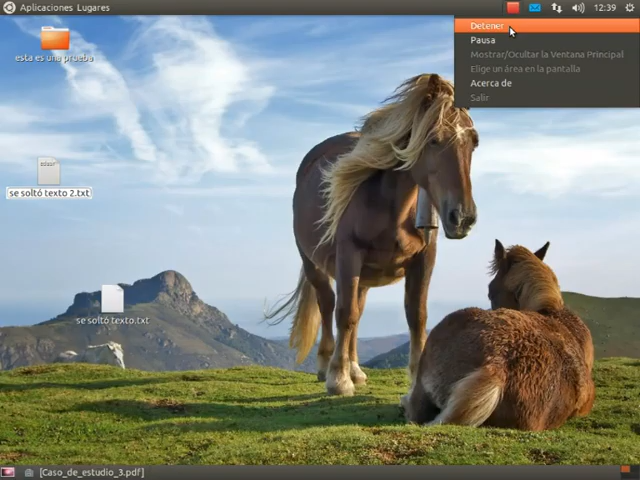 Aplicaciones Lugares
12:39
Detener
Pausa
Mostrar/Ocultar la Ventana Principal
Elige un área en la pantalla
Acerca de
Salir
esta es una prueba
se soltó texto 2.txt
se soltó texto.txt
[Caso_de_estudio_3.pdf]